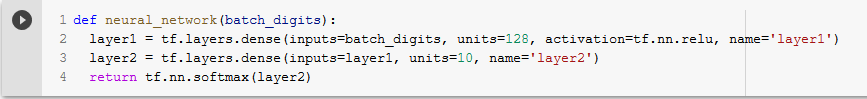 1 def neural_network(batch_digits):
2   layer1 = tf.layers.dense(inputs=batch_digits, units=128, activation=tf.nn.relu, name='layer1')
3   layer2 = tf.layers.dense(inputs=layer1, units=10, name='layer2')
4   return tf.nn.softmax(layer2)